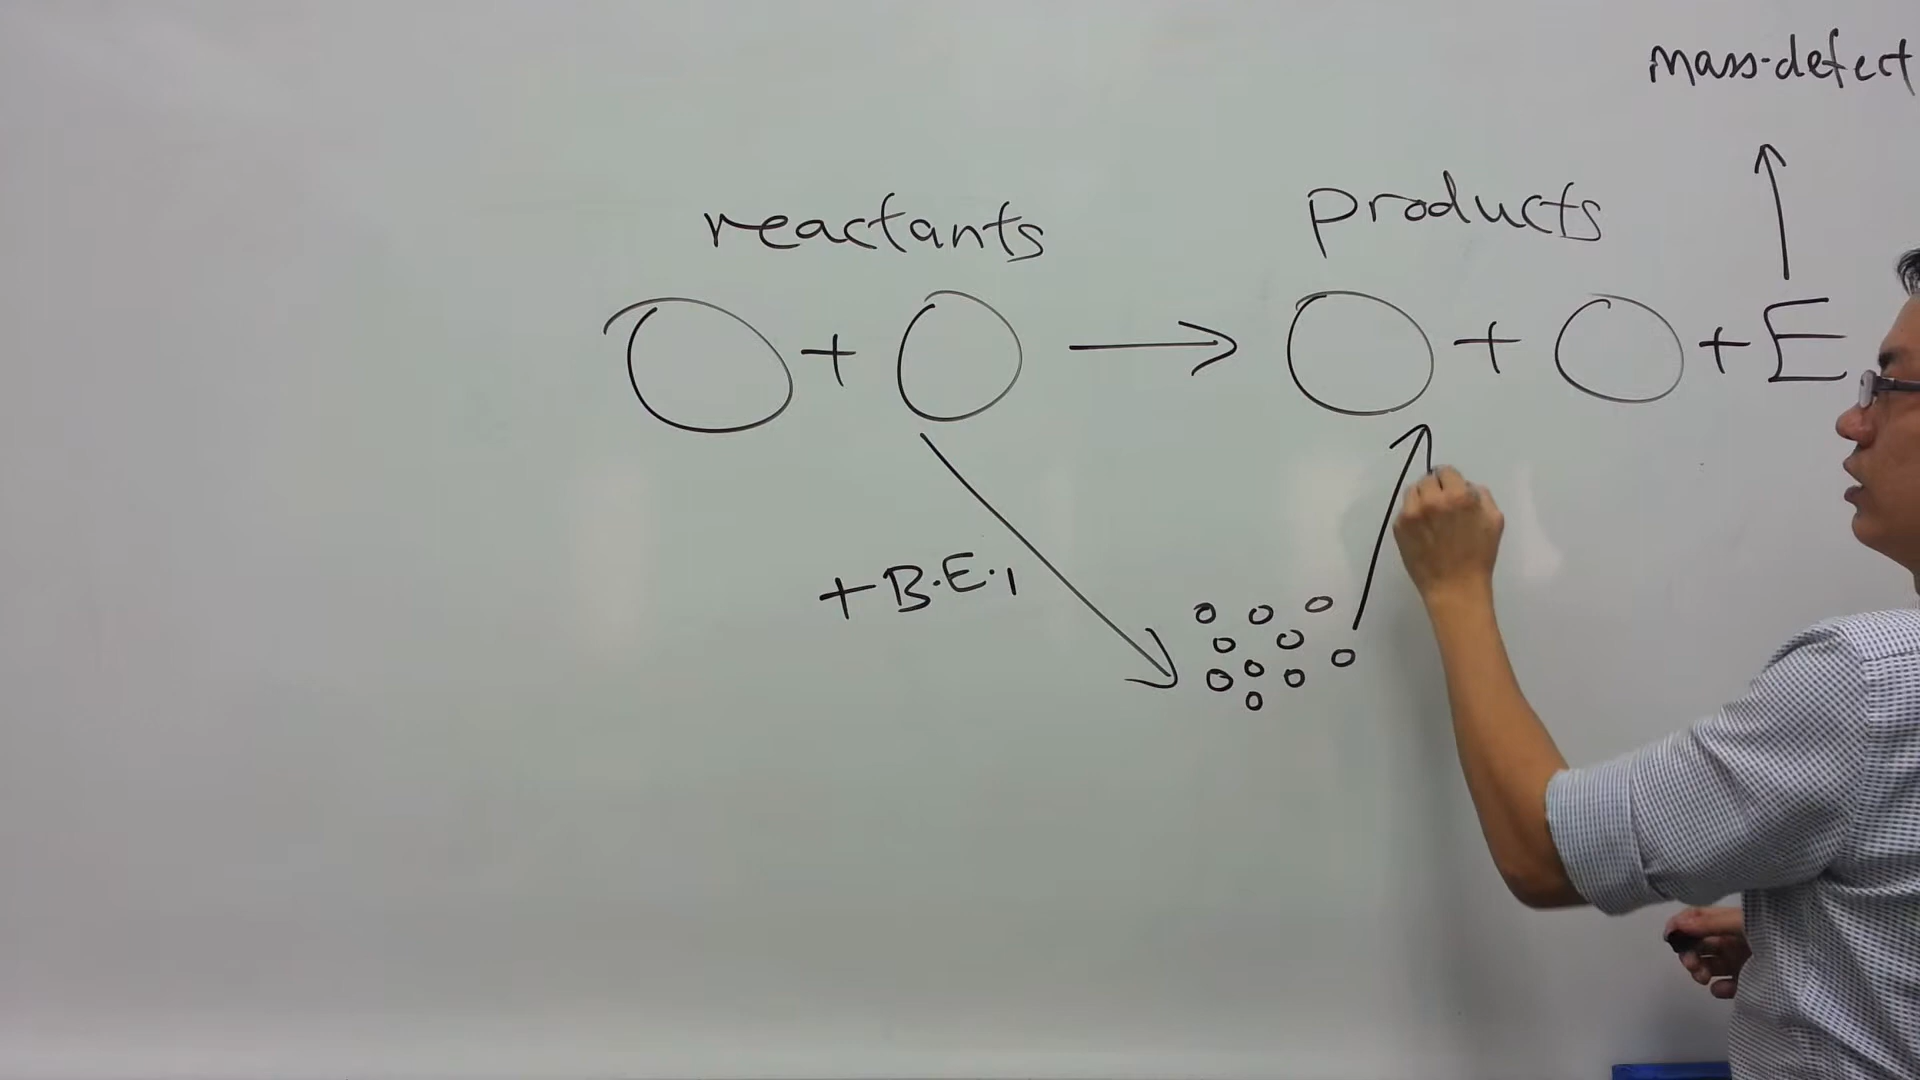 mass-defect
reactants
products
O + O → O + O + E
+ B.E.1